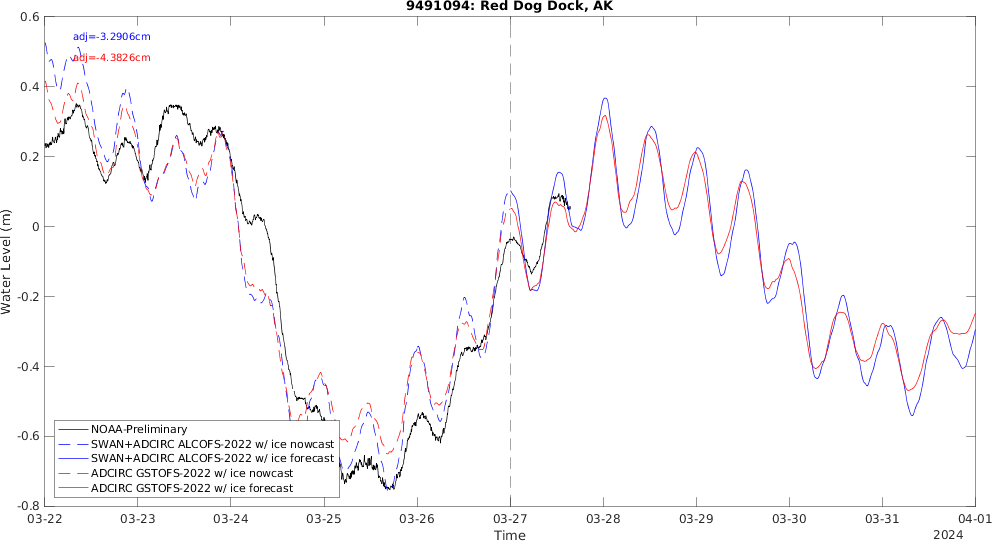 9491094: Red Dog Dock, AK
adj=-3.2906cm
adj=-4.3826cm
Water Level (m)
0.6
0.4
0.2
0
-0.2
-0.4
-0.6
-0.8
NOAA-Preliminary
SWAN+ADCIRC ALCOFS-2022 w/ ice nowcast
SWAN+ADCIRC ALCOFS-2022 w/ ice forecast
ADCIRC GSTOFS-2022 w/ ice nowcast
ADCIRC GSTOFS-2022 w/ ice forecast
03-22 03-23 03-24 03-25 03-26 03-27 03-28 03-29 03-30 03-31 04-01
Time
2024